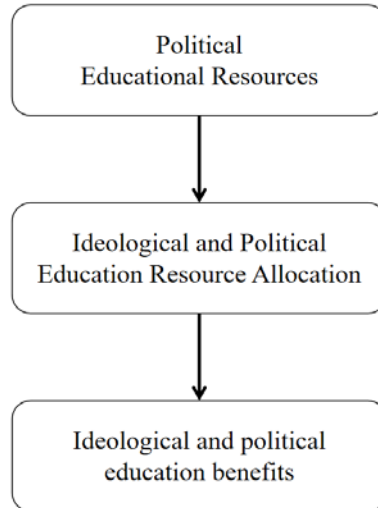 Political
Educational Resources
Ideological and Political
Education Resource Allocation
Ideological and political
education benefits